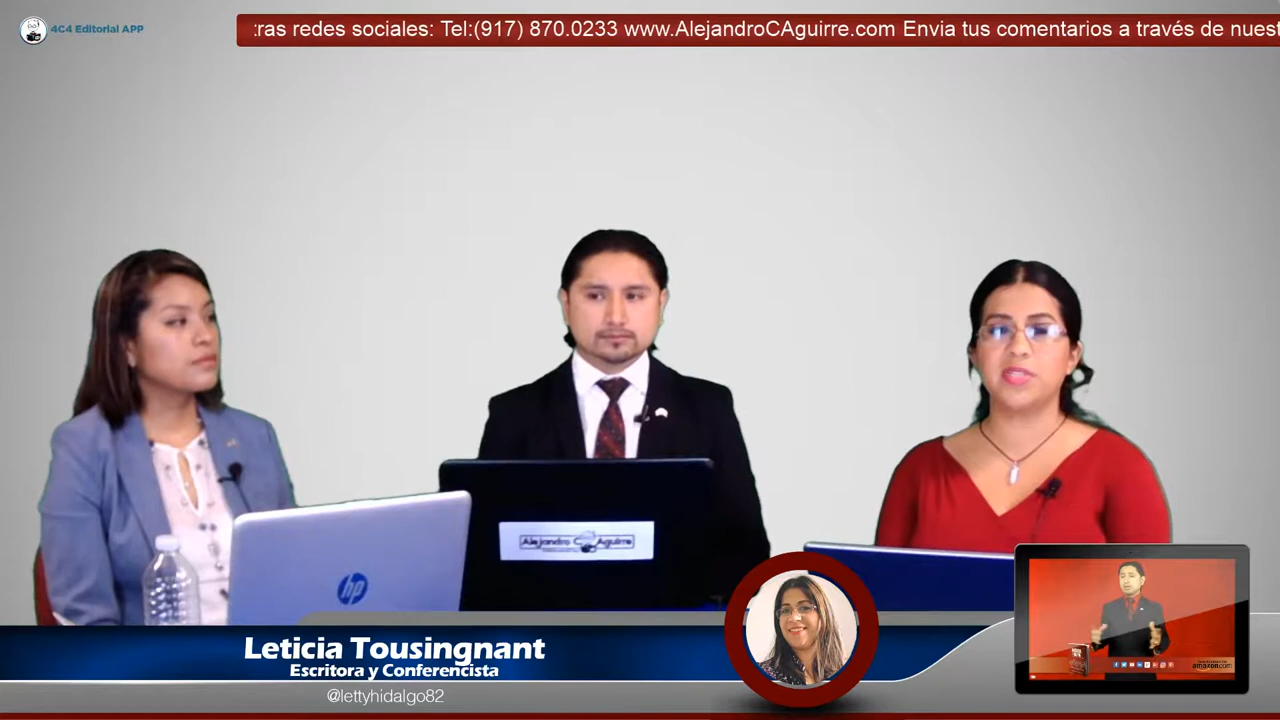 4C4 Editorial APP
:ras redes sociales: Tel:(917) 870.0233 www.AlejandroCAguirre.com Envia tus comentarios a través de nuest
Alejandro C Aguirre
hp
Leticia Tousingnant
Escritora y Conferencista
@lettyhidalgo82
amazon.com